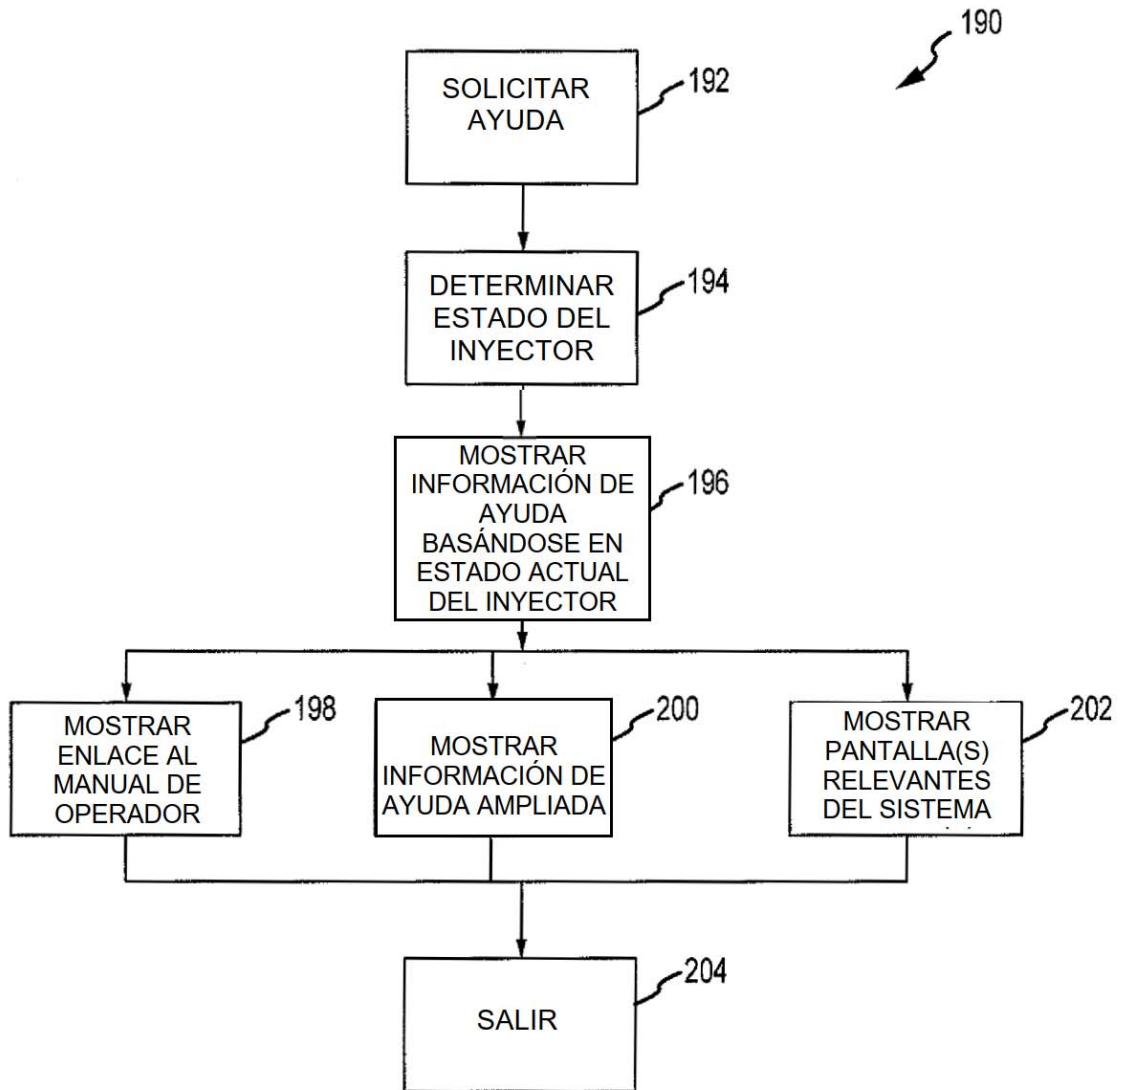 190
SOLICITAR
AYUDA
192
DETERMINAR
ESTADO DEL
INYECTOR
194
MOSTRAR
INFORMACIÓN DE
AYUDA
BASÁNDOSE EN
ESTADO ACTUAL
DEL INYECTOR
196
MOSTRAR
ENLACE AL
MANUAL DE
OPERADOR
198
MOSTRAR
INFORMACIÓN DE
AYUDA AMPLIADA
200
MOSTRAR
PANTALLA(S)
RELEVANTES
DEL SISTEMA
202
SALIR
204